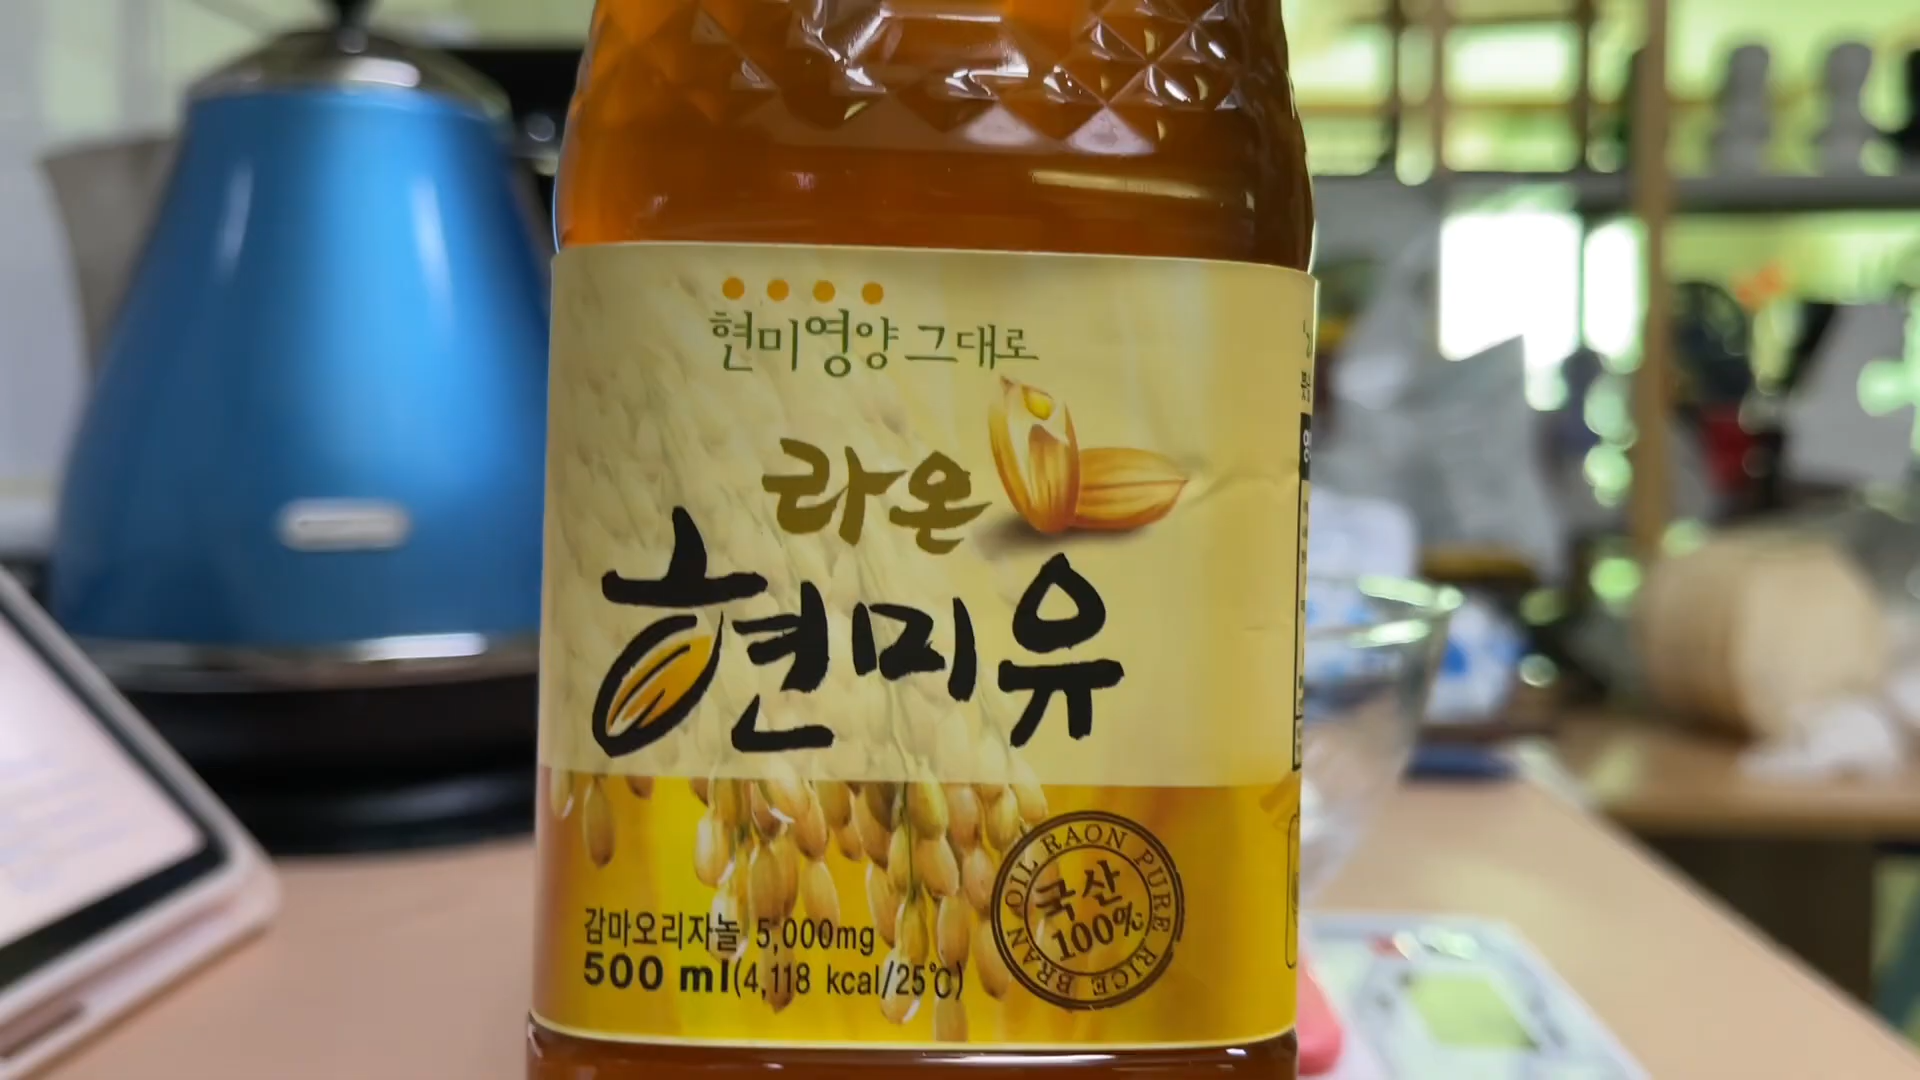 현미영양 그대로
라온
현미유
감마오리자놀 5,000mg
500 ml(4,118 kcal/25℃)
RAON PURE RICE BRAN OIL
국산
100%